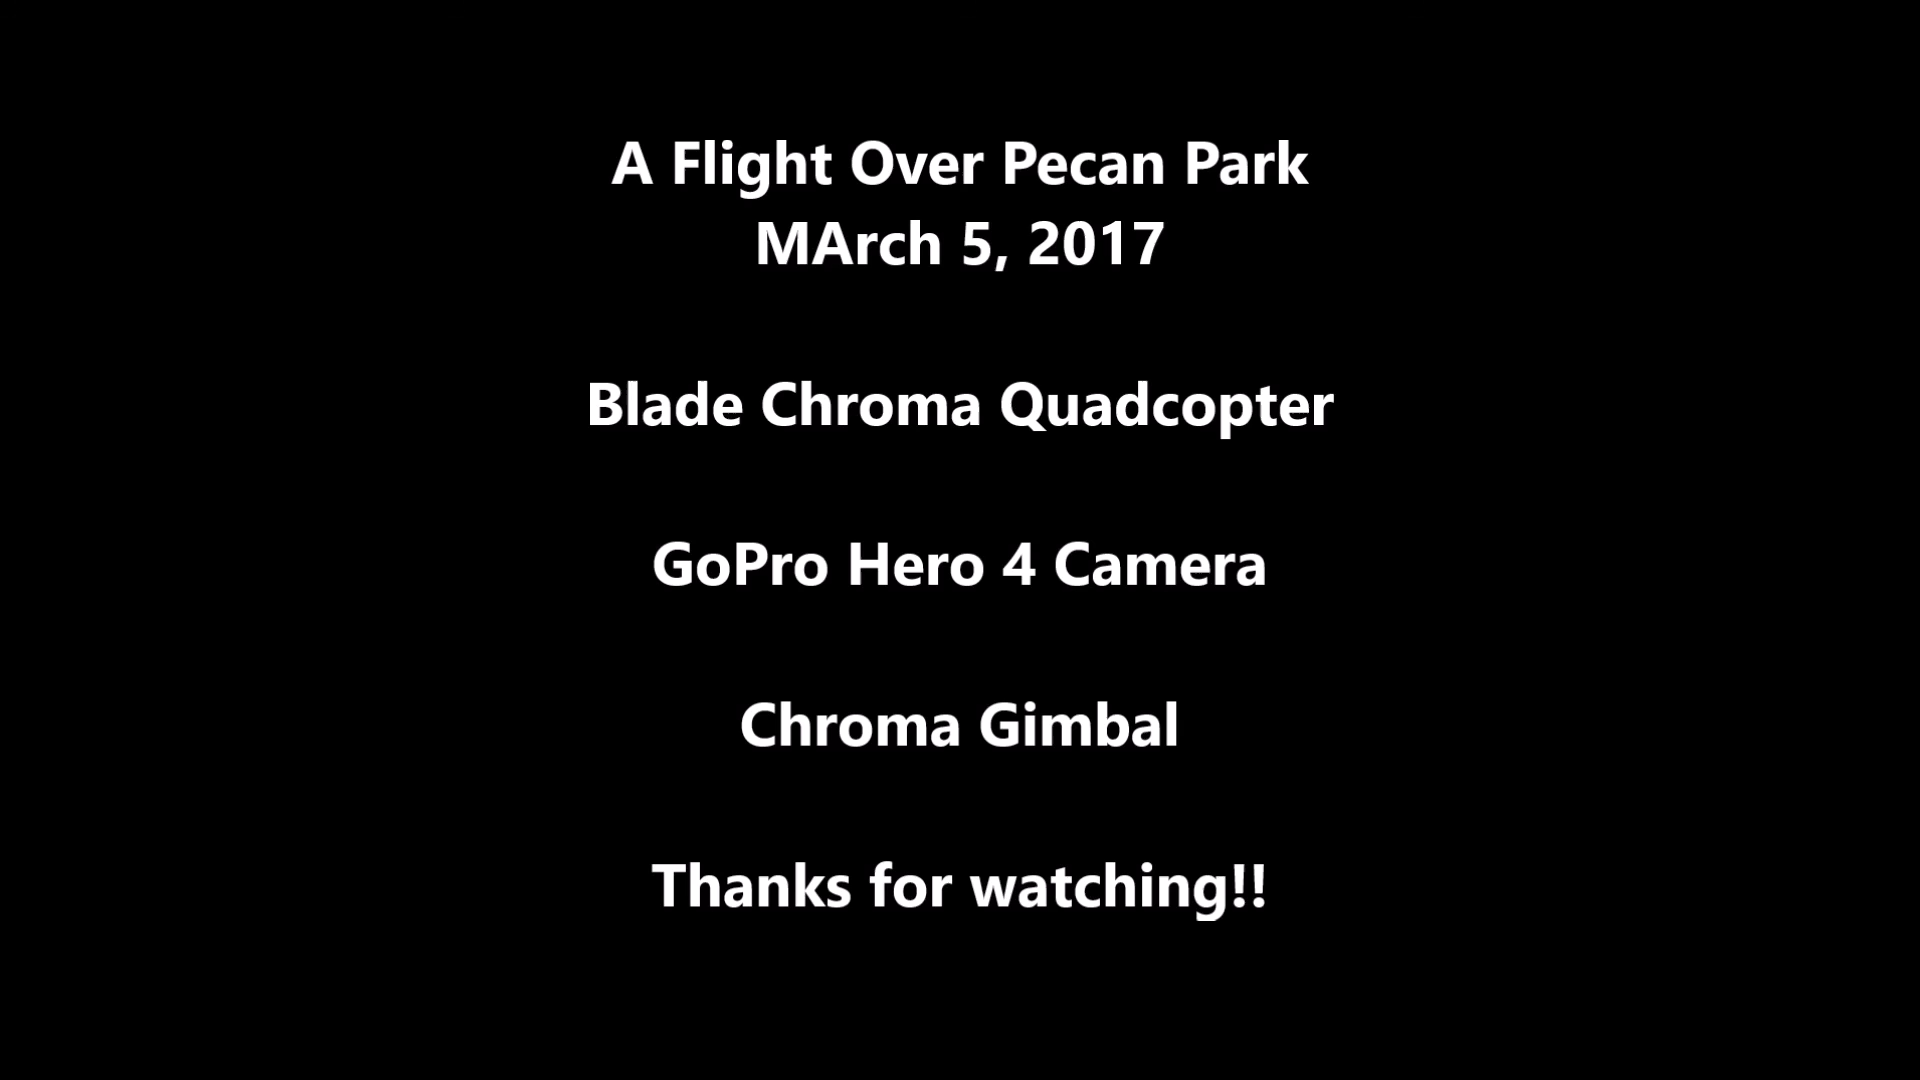 A Flight Over Pecan Park
MArch 5, 2017
Blade Chroma Quadcopter
GoPro Hero 4 Camera
Chroma Gimbal
Thanks for watching!!